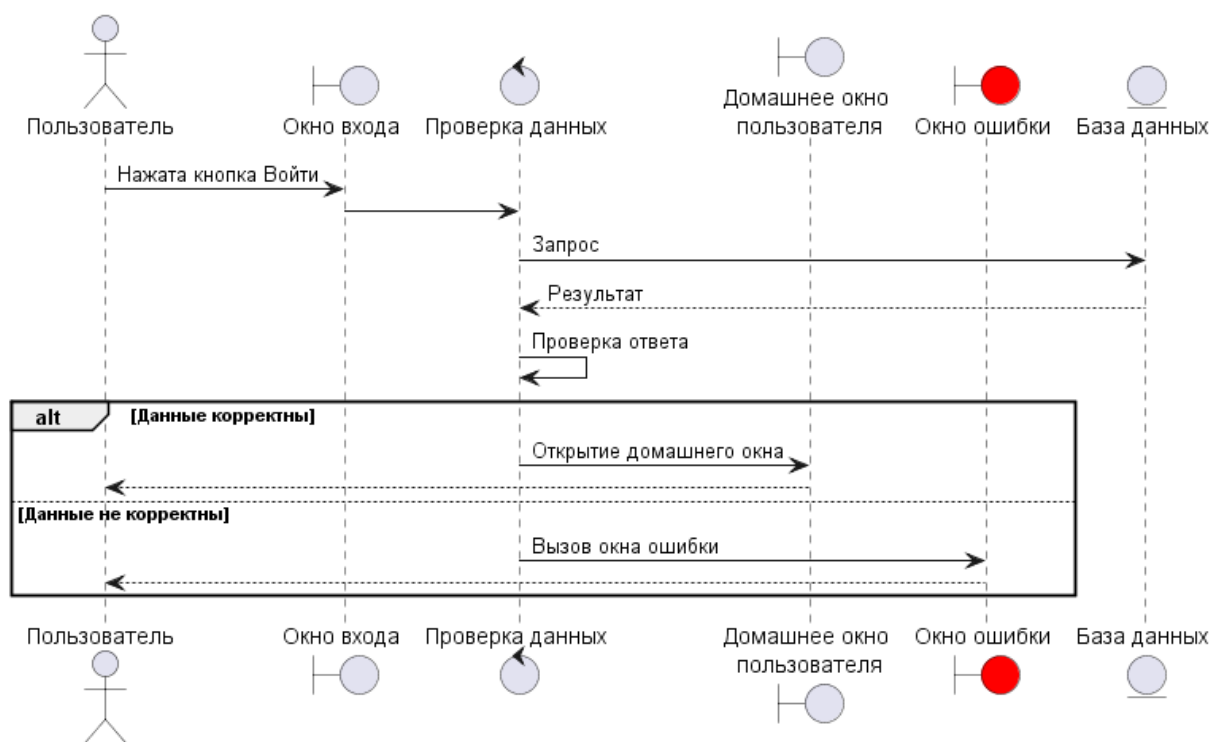 Пользователь
Окно входа
Проверка данных
Домашнее окно
пользователя
Окно ошибки
База данных
Нажата кнопка Войти
Запрос
Результат
Проверка ответа
alt
[Данные корректны]
Открытие домашнего окна
[Данные не корректны]
Вызов окна ошибки
Пользователь
Окно входа
Проверка данных
Домашнее окно
пользователя
Окно ошибки
База данных